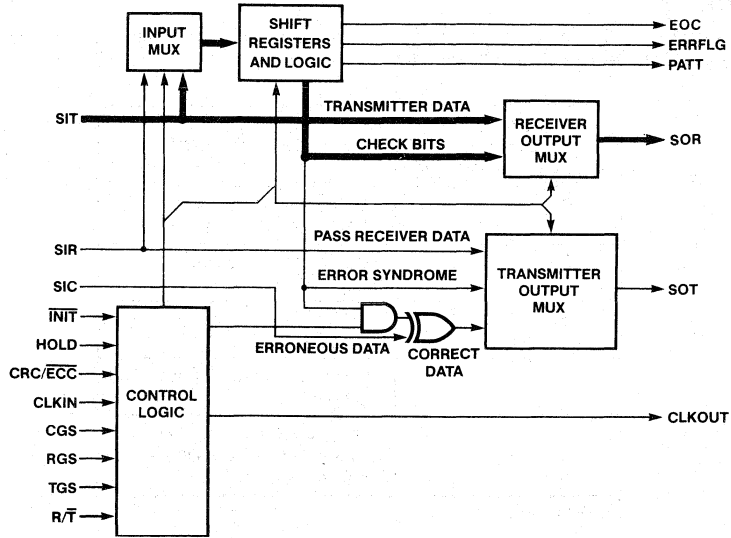 INPUT
MUX
SHIFT
REGISTERS
AND LOGIC
EOC
ERRFLG
PATT
SIT
TRANSMITTER DATA
CHECK BITS
RECEIVER
OUTPUT
MUX
SOR
SIR
PASS RECEIVER DATA
SIC
ERROR SYNDROME
TRANSMITTER
OUTPUT
MUX
SOT
I̅N̅I̅T̅
HOLD
CRC/E̅C̅C̅
CLKIN
CGS
RGS
TGS
R/T̅
CONTROL
LOGIC
ERRONEOUS DATA
CORRECT
DATA
CLKOUT